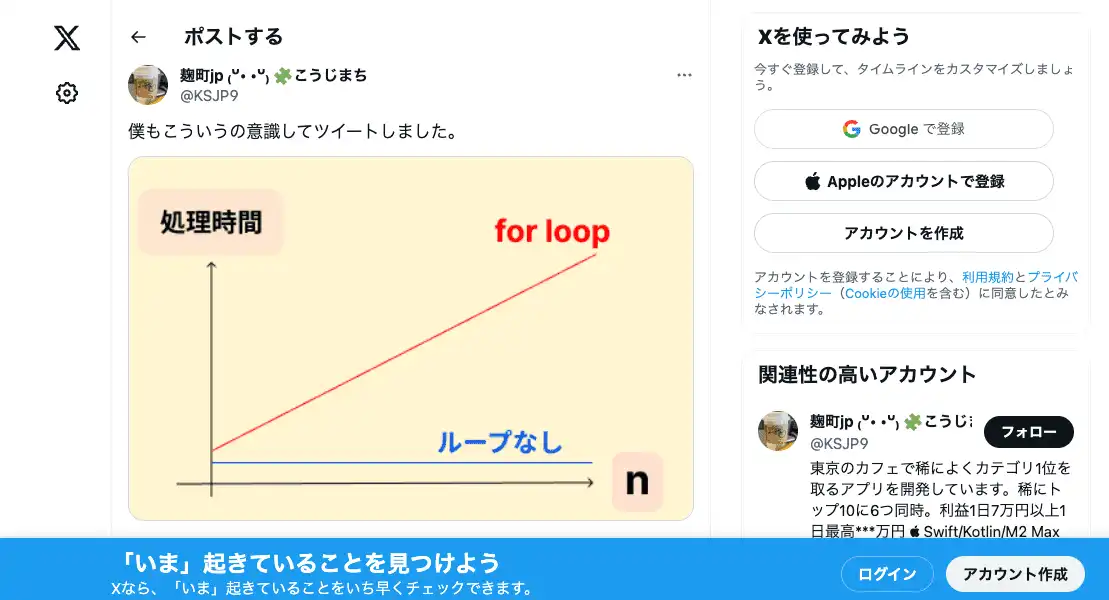 ポストする
麹町jp ₍ᐡ• •ᐡ₎ 🧩こうじまち
@KSJP9
僕もこういうの意識してツイートしました。
処理時間
for loop
ループなし
n
Xを使ってみよう
今すぐ登録して、タイムラインをカスタマイズしましょ
う。
Google で登録
Appleのアカウントで登録
アカウントを作成
アカウントを登録することにより、利用規約とプライバ
シーポリシー（Cookieの使用を含む）に同意したとみ
なされます。
関連性の高いアカウント
麹町jp ₍ᐡ• •ᐡ₎ 🧩こうじ
フォロー
@KSJP9
東京のカフェで稀によくカテゴリ1位を
取るアプリを開発しています。稀にト
ップ10に6つ同時。利益1日7万円以上1
日最高***万円  Swift/Kotlin/M2 Max
「いま」起きていることを見つけよう
Xなら、「いま」起きていることをいち早くチェックできます。
ログイン
アカウント作成